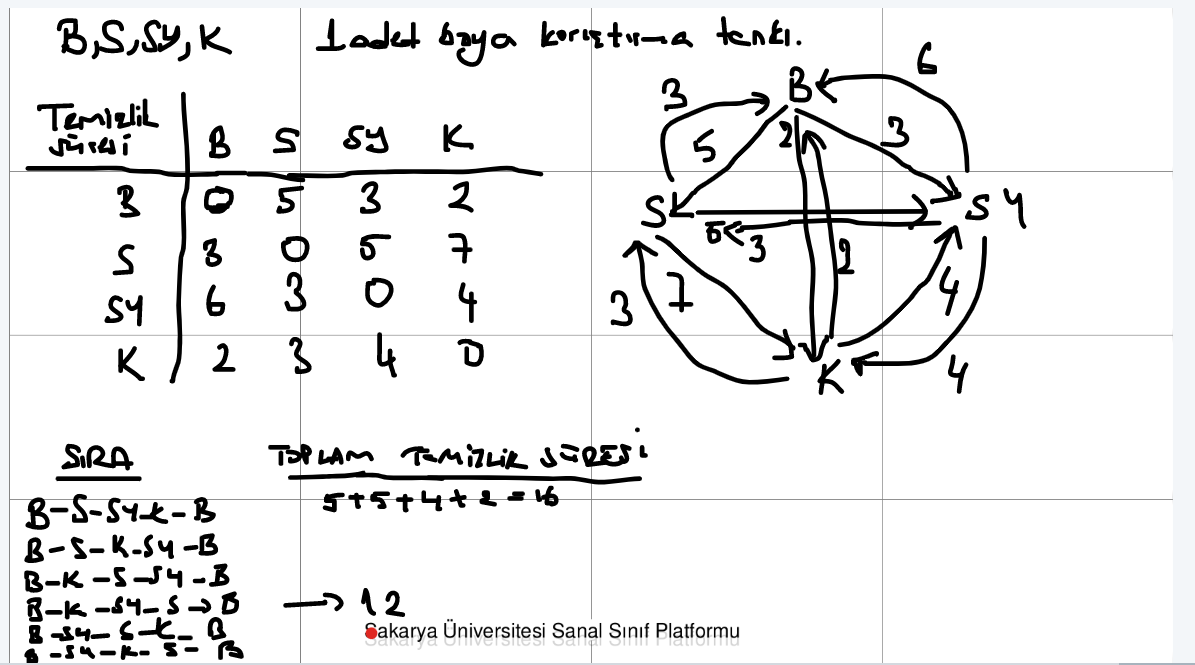 B,S,SY,K 1 adet boya karıştırma tankı.
Temizlik süresi B S SY K
B 0 5 3 2
S 3 0 5 7
SY 6 3 0 4
K 2 3 4 0
6
3 B
5 2 3
S SY
5 3 2
3 7 4
K 4
SIRA TOPLAM TEMİZLİK SÜRESİ
B-S-SY-K-B 5+5+4+2=16
B-S-K-SY-B
B-K-S-SY-B
B-K-SY-S→B → 12
B-SY-S-K-B
B-SY-K-S-B
Sakarya Üniversitesi Sanal Sınıf Platformu